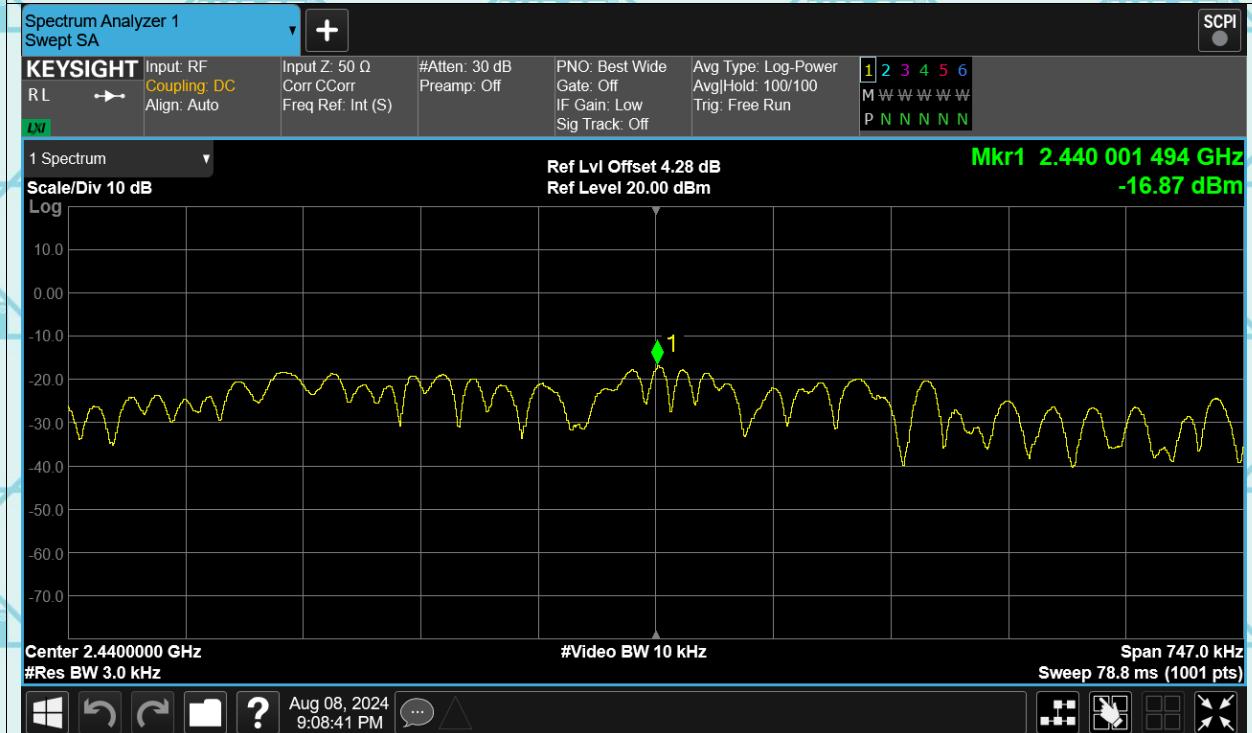 Spectrum Analyzer 1
Swept SA
+
SCPI
KEYSIGHT
RL
LXI
Input: RF
Coupling: DC
Align: Auto
Input Z: 50 Ω
Corr CCorr
Freq Ref: Int (S)
#Atten: 30 dB
Preamp: Off
PNO: Best Wide
Gate: Off
IF Gain: Low
Sig Track: Off
Avg Type: Log-Power
Avg|Hold: 100/100
Trig: Free Run
1 2 3 4 5 6
M W W W W W
P N N N N N
1 Spectrum
Scale/Div 10 dB
Log
Ref Lvl Offset 4.28 dB
Ref Level 20.00 dBm
Mkr1 2.440 001 494 GHz
-16.87 dBm
10.0
0.00
-10.0
1
-20.0
-30.0
-40.0
-50.0
-60.0
-70.0
Center 2.4400000 GHz
#Video BW 10 kHz
Span 747.0 kHz
#Res BW 3.0 kHz
Sweep 78.8 ms (1001 pts)
?
Aug 08, 2024
9:08:41 PM